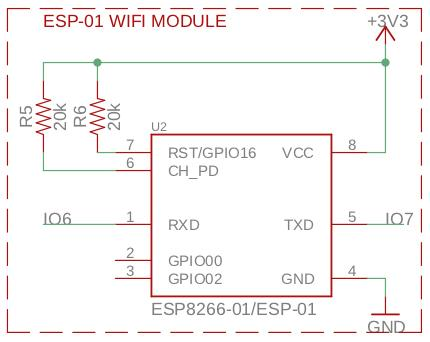 ESP-01 WIFI MODULE
+3V3
R5
20k
R6
20k
U2
7
RST/GPIO16
VCC
8
6
CH_PD
IO6
1
RXD
TXD
5
IO7
2
GPIO00
3
GPIO02
GND
4
ESP8266-01/ESP-01
GND